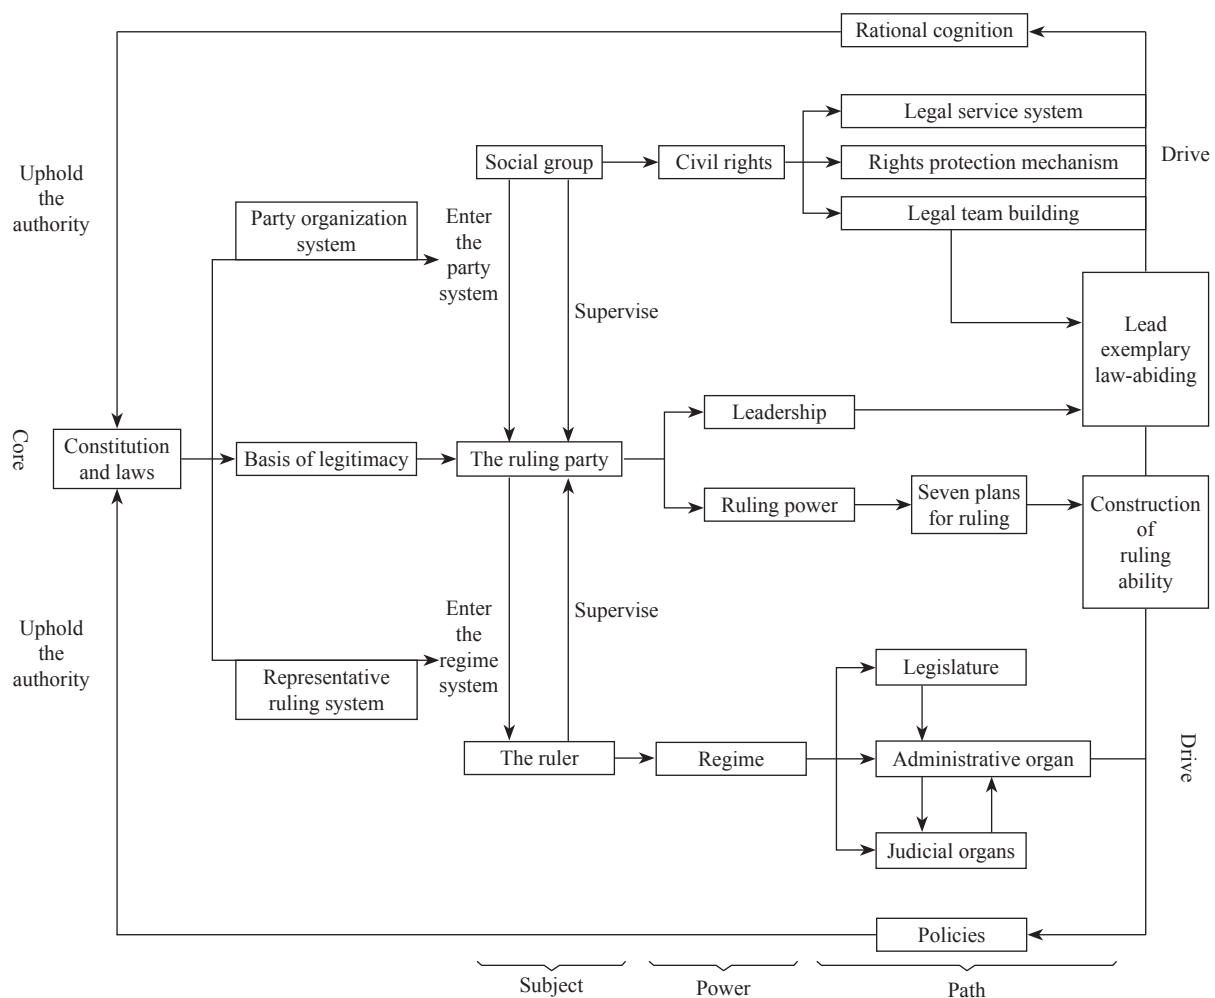 Rational cognition
Legal service system
Social group
Civil rights
Rights protection mechanism
Drive
Uphold
the
authority
Legal team building
Party organization
system
Enter
the
party
system
Supervise
Lead
exemplary
law-abiding
Leadership
Core
Constitution
and laws
Basis of legitimacy
The ruling party
Ruling power
Seven plans
for ruling
Construction
of
ruling
ability
Uphold
the
authority
Enter
the
regime
system
Supervise
Representative
ruling system
Legislature
The ruler
Regime
Administrative organ
Drive
Judicial organs
Policies
Subject
Power
Path